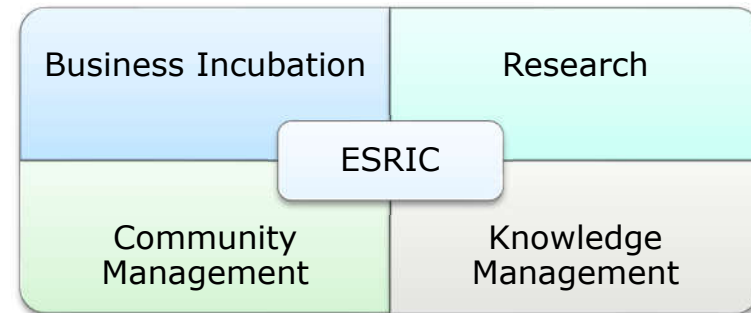 Business Incubation
Research
ESRIC
Community
Management
Knowledge
Management